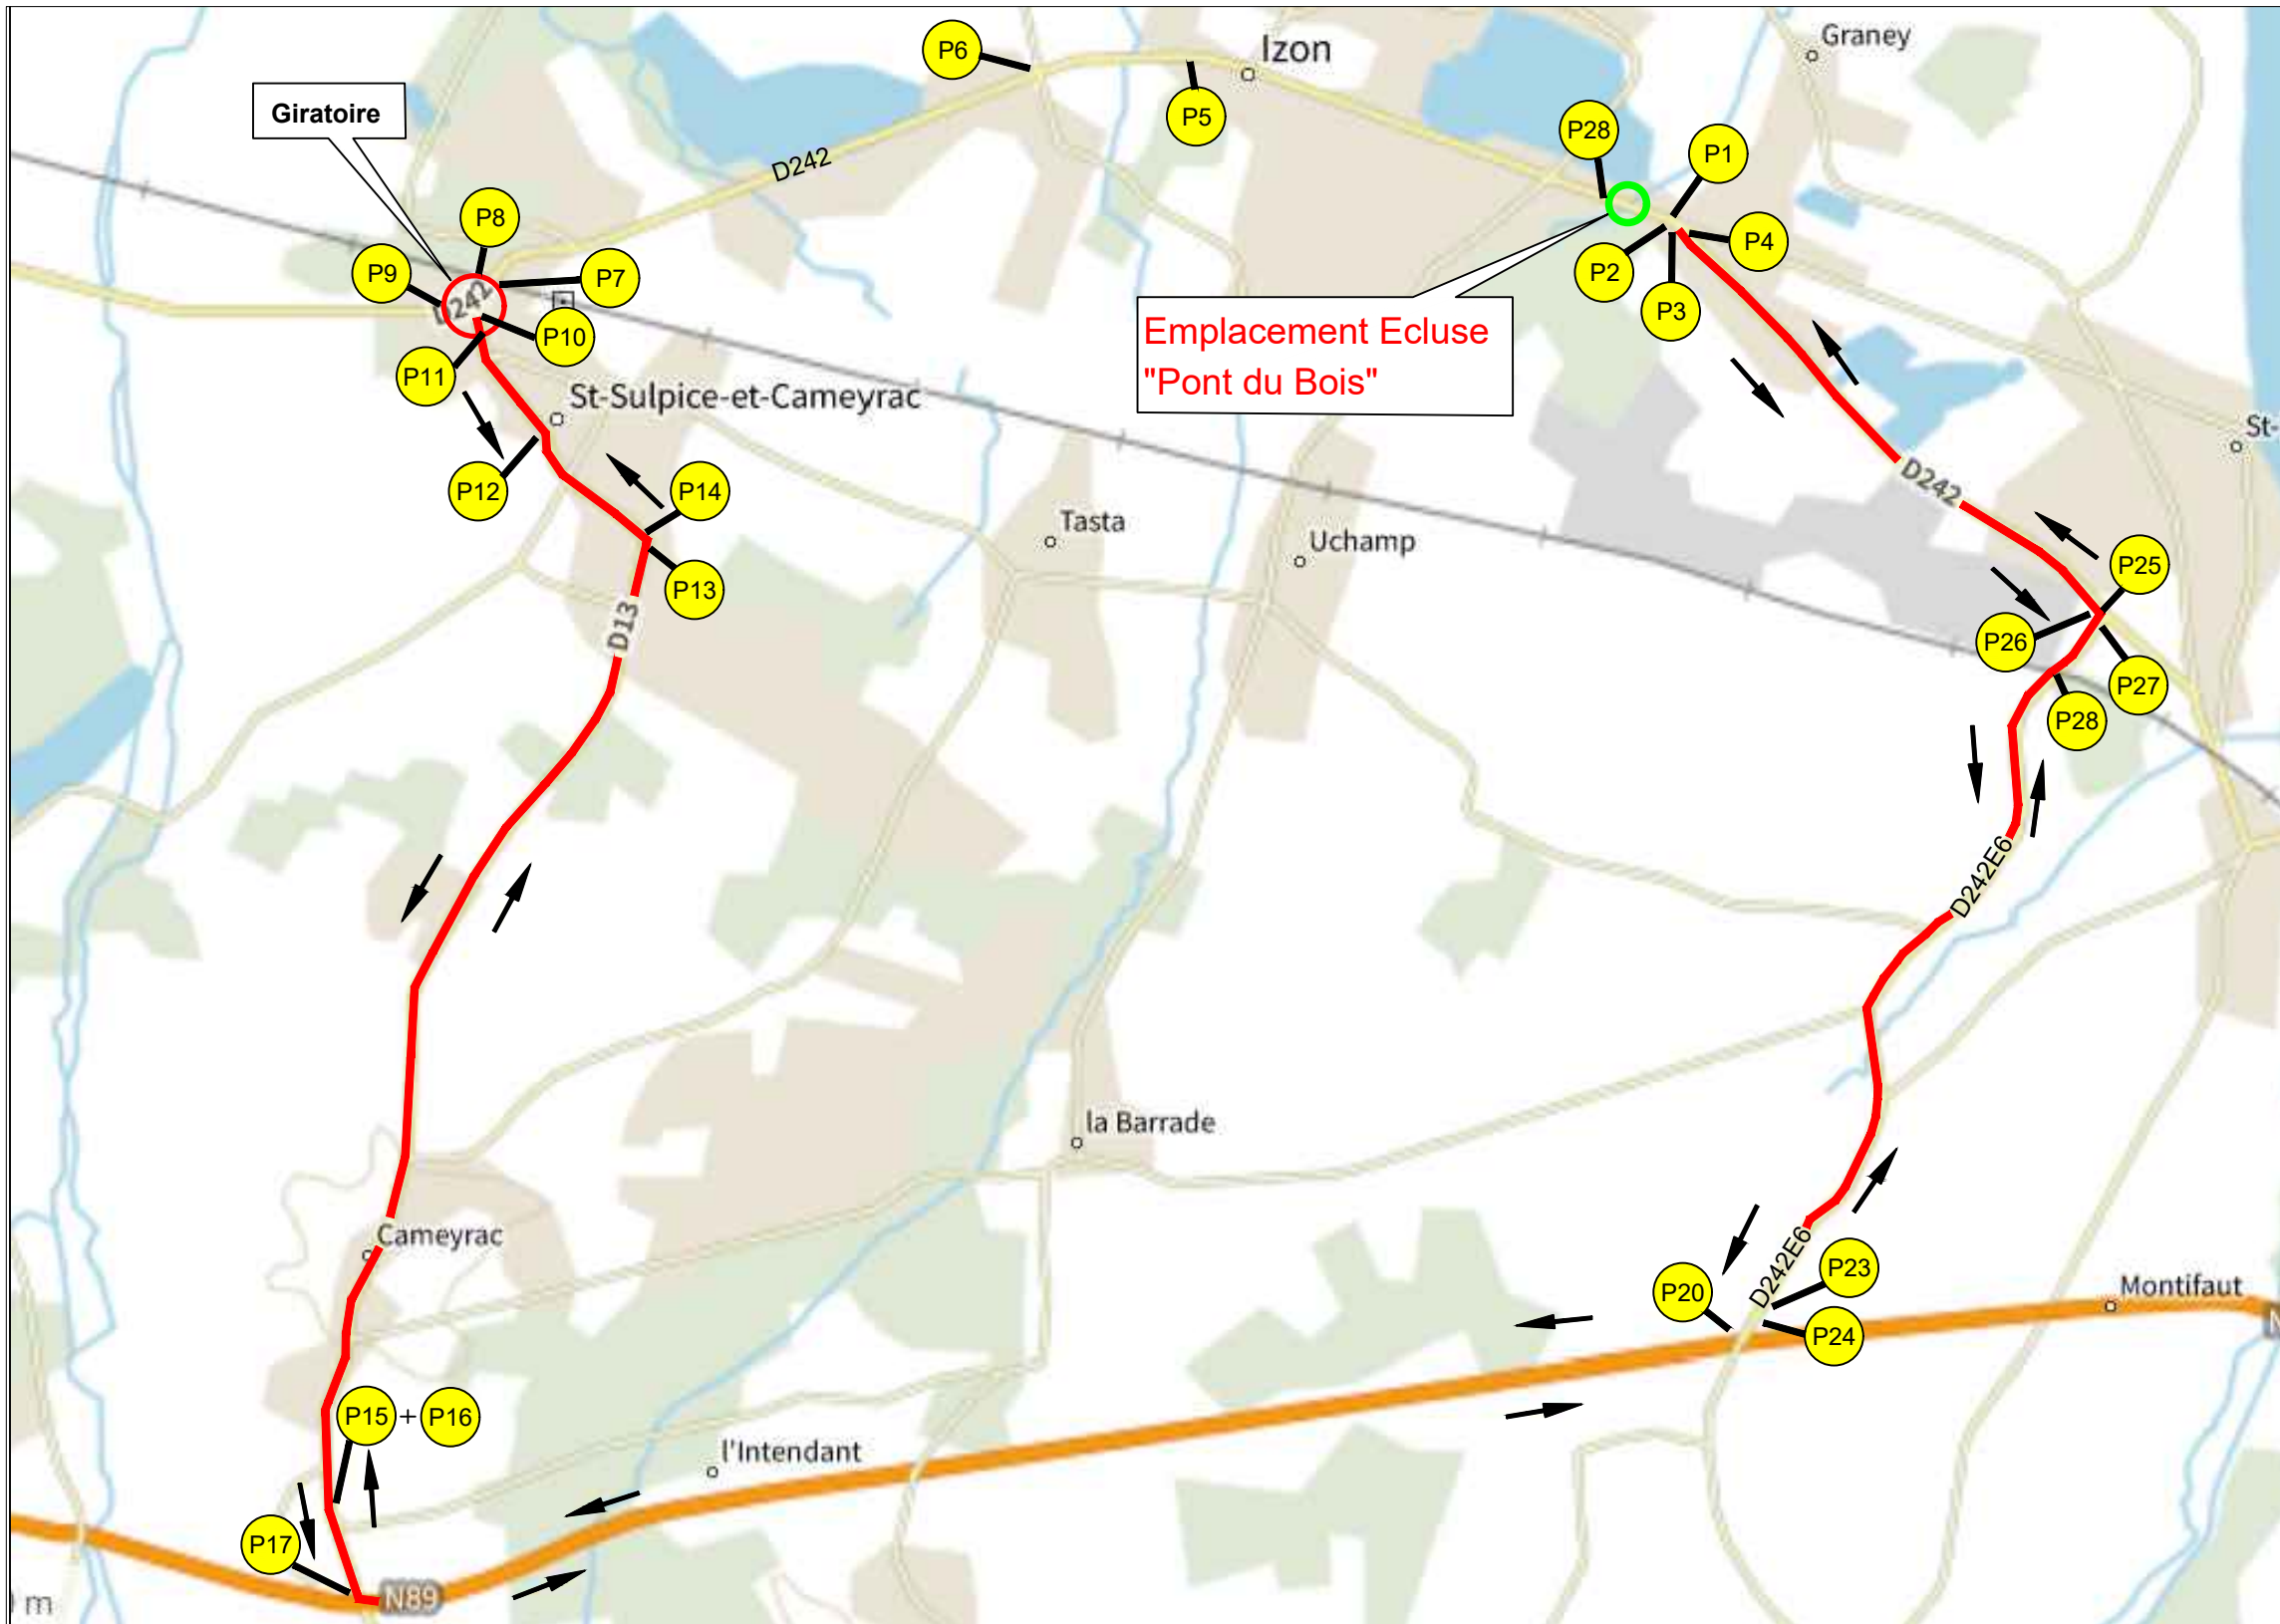 Graney
P6
Izon
Giratoire
P5
P28
P1
D242
P8
P4
P9
P7
P2
D242
P3
P10
Emplacement Ecluse
"Pont du Bois"
P11
St-Sulpice-et-Cameyrac
St-
P12
P14
D242
Tasta
Uchamp
P25
P13
D13
P26
P27
P28
D242E6
la Barrade
Cameyrac
D242E6
P23
P20
Montifaut
P24
N
P15 + P16
l'Intendant
P17
N89
m